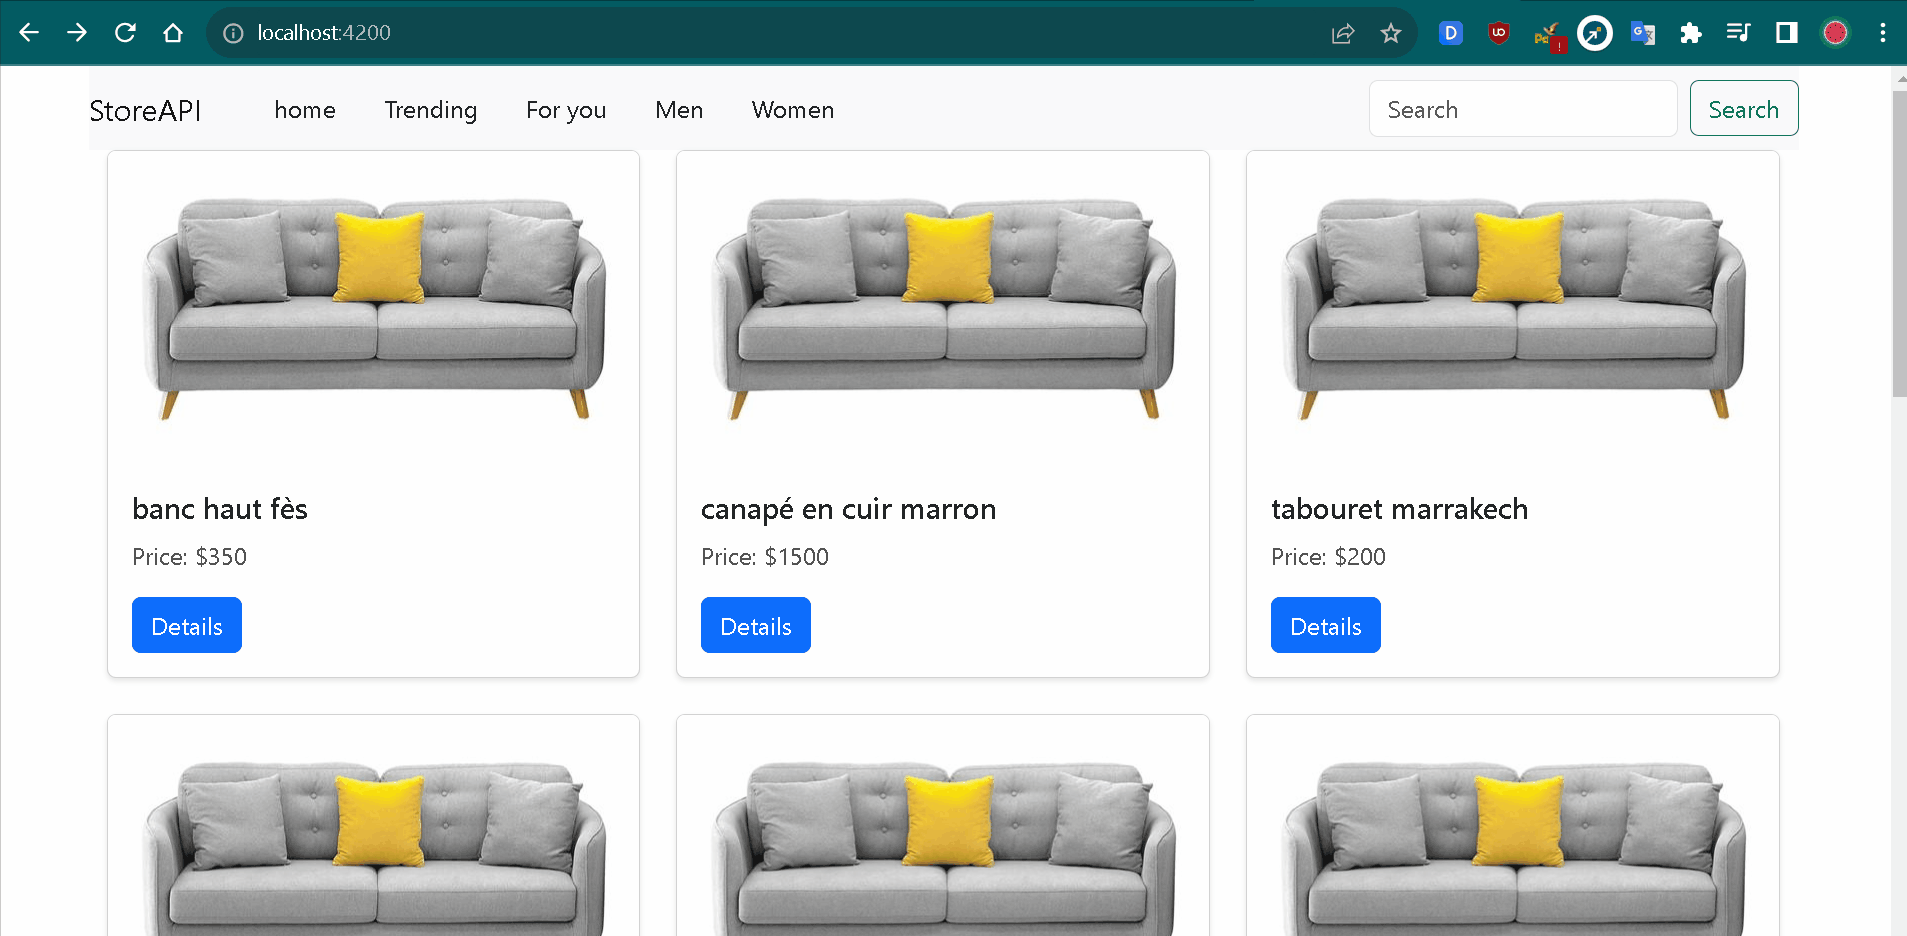 localhost:4200
StoreAPI home Trending For you Men Women Search Search
banc haut fès
Price: $350
Details
canapé en cuir marron
Price: $1500
Details
tabouret marrakech
Price: $200
Details